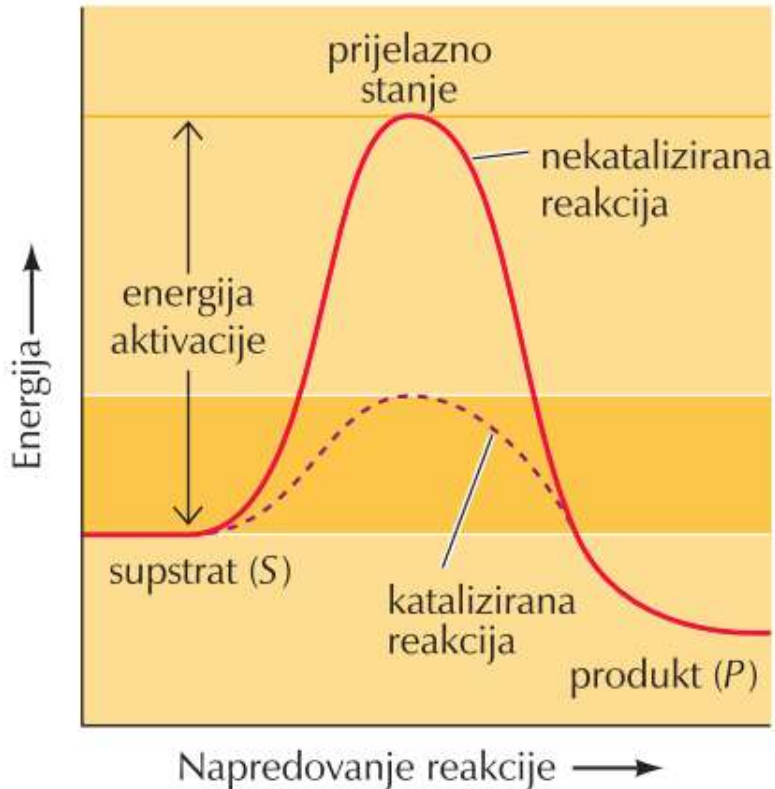 prijelazno
stanje
nekatalizirana
reakcija
energija
aktivacije
Energija
supstrat (S)
katalizirana
reakcija
produkt (P)
Napredovanje reakcije